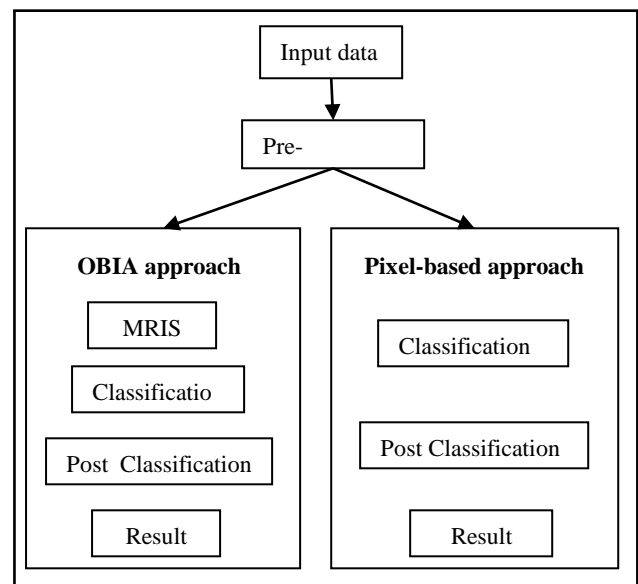 Input data
Pre-
OBIA approach
MRIS
Classificatio
Post Classification
Result
Pixel-based approach
Classification
Post Classification
Result